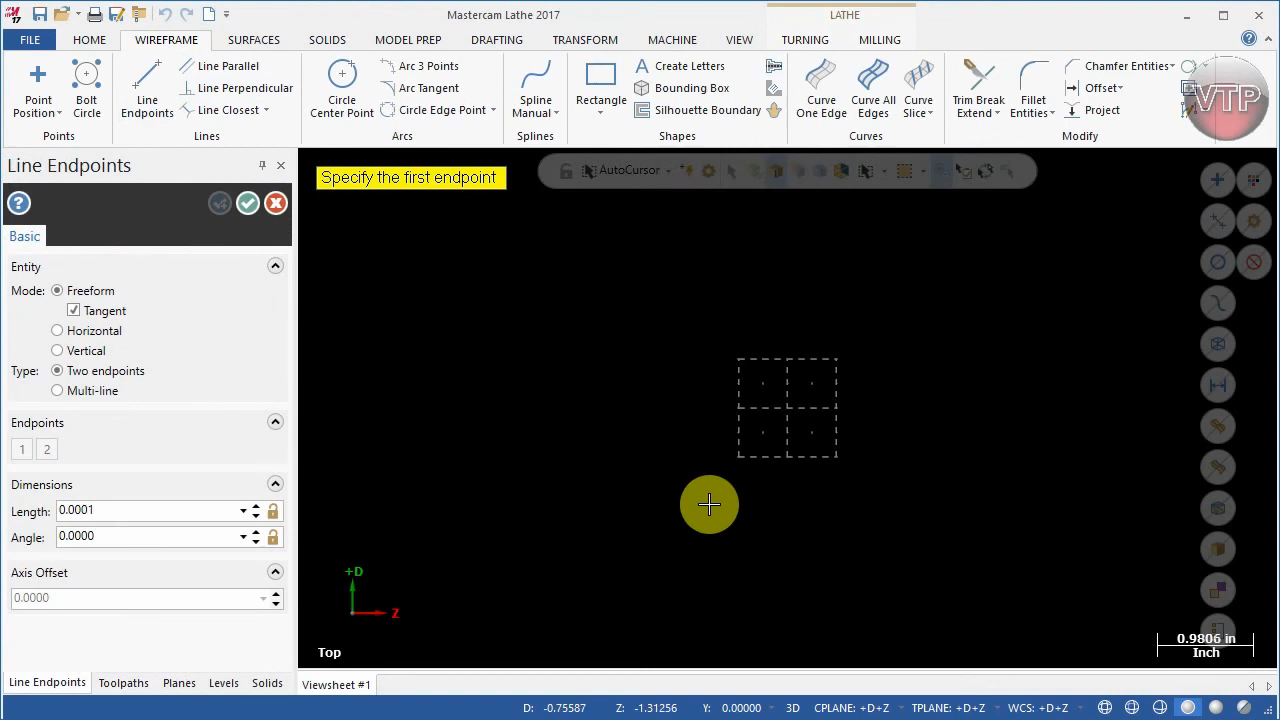 17
Mastercam Lathe 2017
LATHE
FILE
HOME
WIREFRAME
SURFACES
SOLIDS
MODEL PREP
DRAFTING
TRANSFORM
MACHINE
VIEW
TURNING
MILLING
Point Position
Bolt Circle
Points
Line Endpoints
Line Parallel
Line Perpendicular
Line Closest
Lines
Circle Center Point
Arc 3 Points
Arc Tangent
Circle Edge Point
Arcs
Spline Manual
Splines
Rectangle
Create Letters
Bounding Box
Silhouette Boundary
Shapes
Curve One Edge
Curve All Edges
Curve Slice
Curves
Trim Break Extend
Fillet Entities
Chamfer Entities
Offset
Project
Modify
VTP
Line Endpoints
Basic
Entity
Mode: Freeform
Tangent
Horizontal
Vertical
Type: Two endpoints
Multi-line
Endpoints
1 2
Dimensions
Length: 0.0001
Angle: 0.0000
Axis Offset
0.0000
Specify the first endpoint
AutoCursor
+D
Z
Top
0.9806 in
Inch
Line Endpoints
Toolpaths
Planes
Levels
Solids
Viewsheet #1
D: -0.75587 Z: -1.31256 Y: 0.00000 3D CPLANE: +D+Z TPLANE: +D+Z WCS: +D+Z